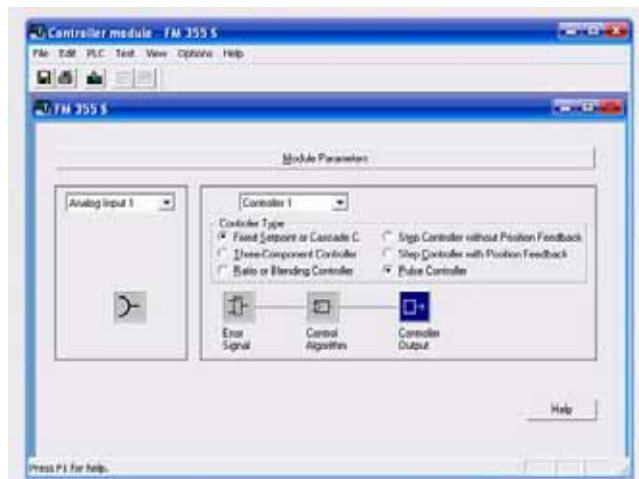 Controller module - FM 355 S
File Edit PLC Test View Options Help
FM 355 S
Module Parameters
Analog Input 1
Controller 1
Controller Type
Fixed Setpoint or Cascade C.
Step Controller without Position Feedback
Three-Component Controller
Step Controller with Position Feedback
Ratio or Blending Controller
Pulse Controller
Error Signal
Control Algorithm
Controller Output
Help
Press F1 for help.